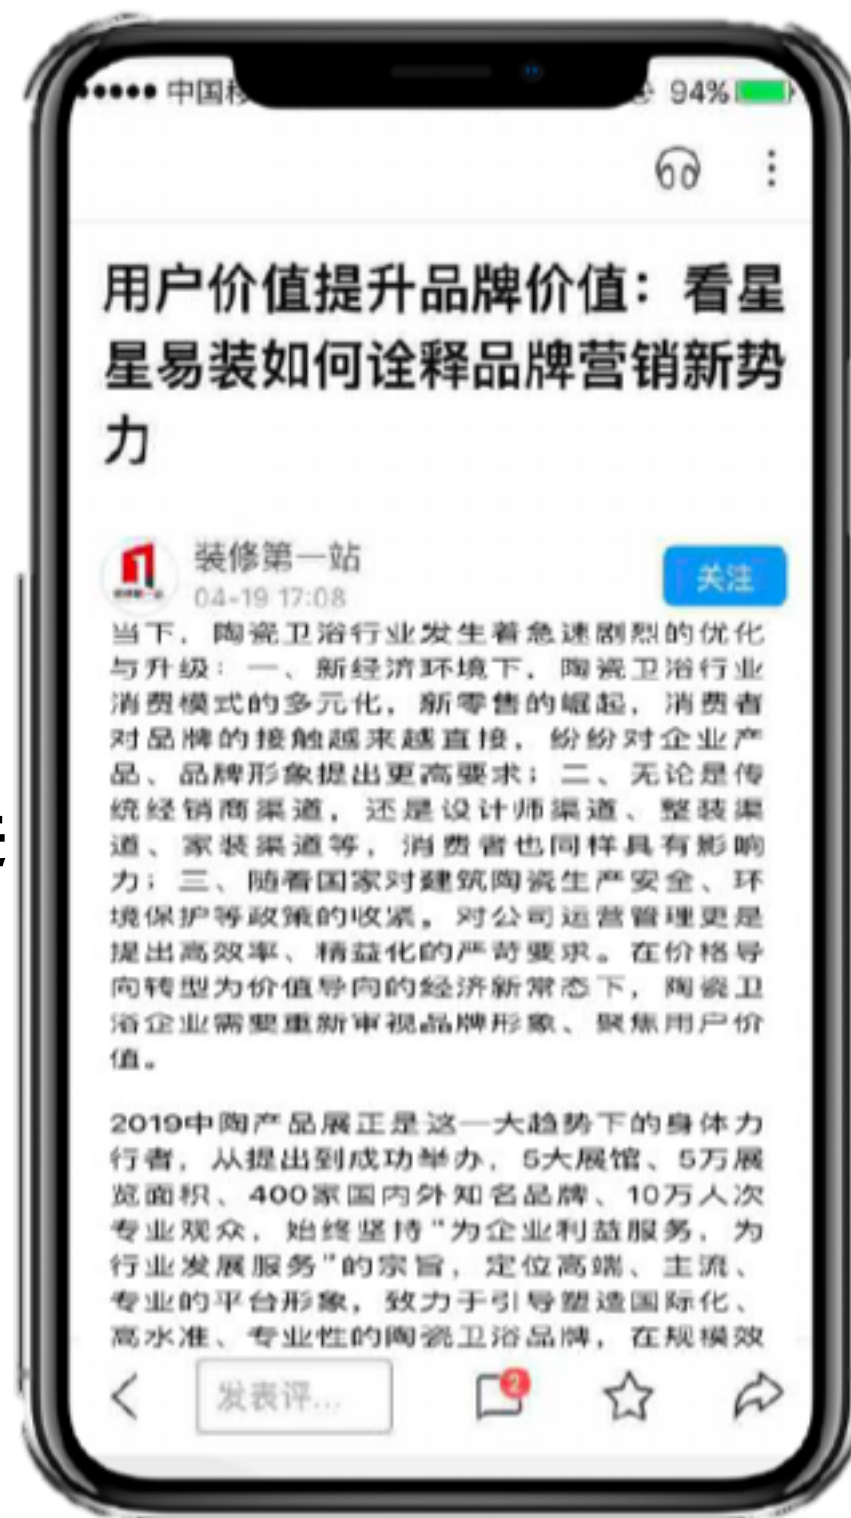 中国移 94%
用户价值提升品牌价值：看星
星易装如何诠释品牌营销新势
力
装修第一站
04-19 17:08
关注
当下，陶瓷卫浴行业发生着急速剧烈的优化
与升级：一、新经济环境下，陶瓷卫浴行业
消费模式的多元化，新零售的崛起，消费者
对品牌的接触越来越直接，纷纷对企业产
品、品牌形象提出更高要求；二、无论是传
统经销商渠道，还是设计师渠道、整装渠
道、家装渠道等，消费者也同样具有影响
力；三、随着国家对建筑陶瓷生产安全、环
境保护等政策的收紧，对公司运营管理更是
提出高效率、精益化的严苛要求。在价格导
向转型为价值导向的经济新常态下，陶瓷卫
浴企业需要重新审视品牌形象、聚焦用户价
值。
2019中陶产品展正是这一大趋势下的身体力
行者，从提出到成功举办，5大展馆、5万展
览面积、400家国内外知名品牌、10万人次
专业观众，始终坚持“为企业利益服务，为
行业发展服务”的宗旨，定位高端、主流、
专业的平台形象，致力于引导塑造国际化、
高水准、专业性的陶瓷卫浴品牌，在规模效
发表评... 2